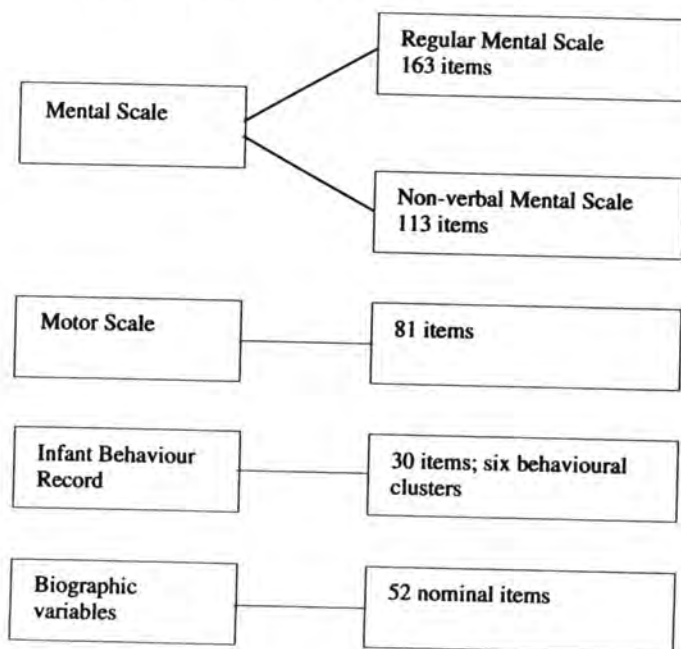 Mental Scale
Regular Mental Scale
163 items
Non-verbal Mental Scale
113 items
Motor Scale
81 items
Infant Behaviour
Record
30 items; six behavioural
clusters
Biographic
variables
52 nominal items